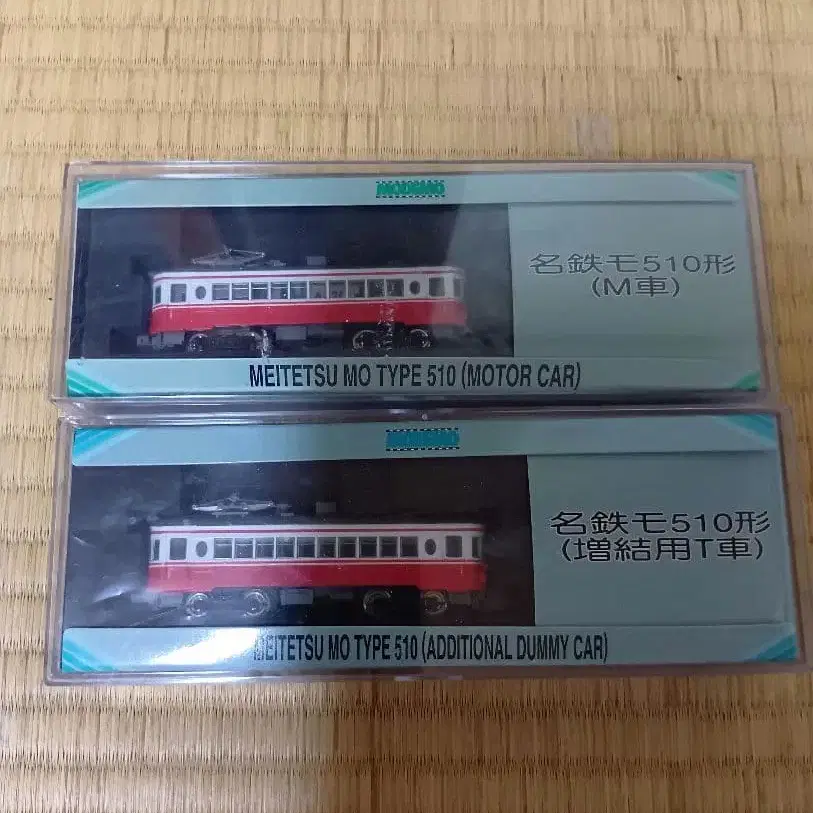 MODEMO
名鉄モ510形
(M車)
MEITETSU MO TYPE 510 (MOTOR CAR)
MODEMO
名鉄モ510形
(増結用T車)
MEITETSU MO TYPE 510 (ADDITIONAL DUMMY CAR)